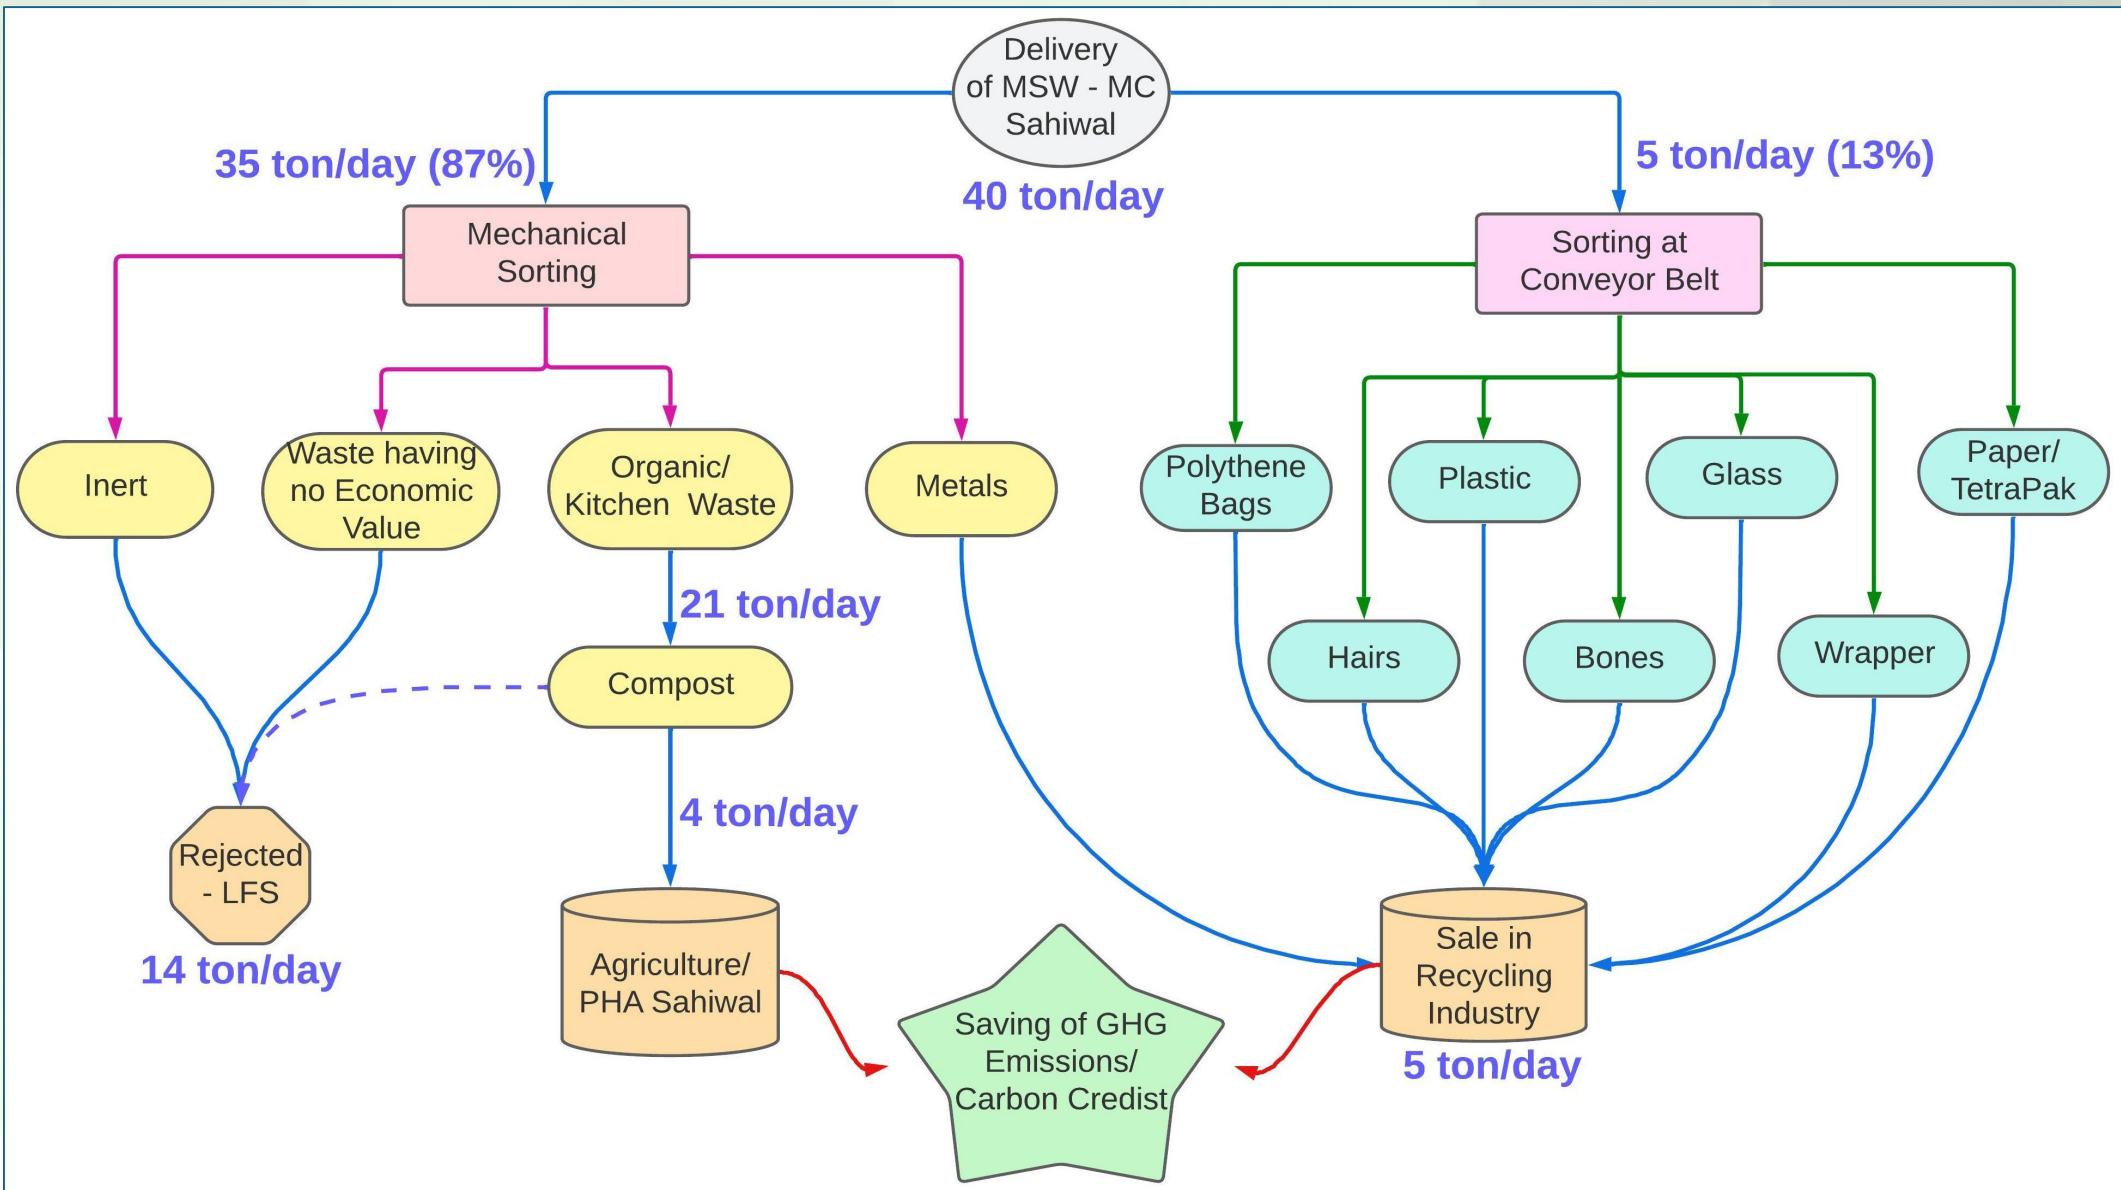 Delivery
of MSW - MC
Sahiwal
40 ton/day
35 ton/day (87%)
5 ton/day (13%)
Mechanical
Sorting
Sorting at
Conveyor Belt
Inert
Waste having
no Economic
Value
Organic/
Kitchen Waste
Metals
Polythene
Bags
Plastic
Glass
Paper/
TetraPak
Hairs
Bones
Wrapper
21 ton/day
Compost
4 ton/day
Rejected
- LFS
14 ton/day
Agriculture/
PHA Sahiwal
Saving of GHG
Emissions/
Carbon Credist
Sale in
Recycling
Industry
5 ton/day